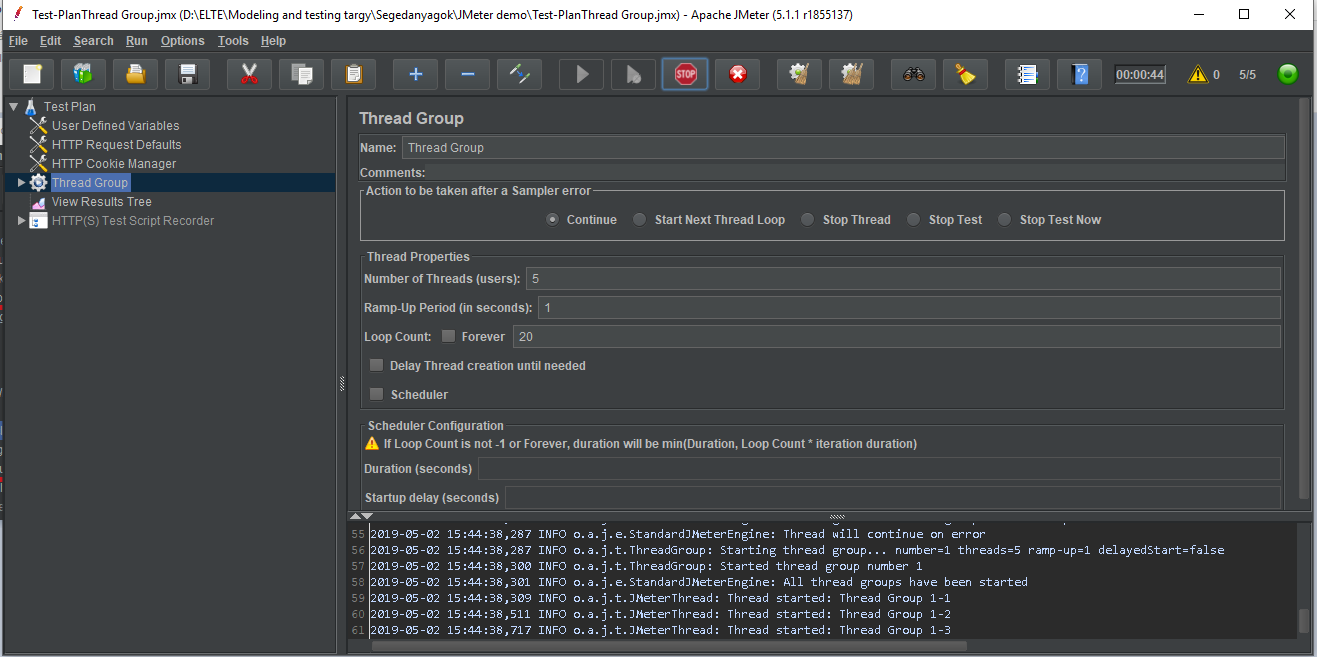 Test-PlanThread Group.jmx (D:\ELTE\Modeling and testing targy\Segedanyagok\JMeter demo\Test-PlanThread Group.jmx) - Apache JMeter (5.1.1 r1855137)
File Edit Search Run Options Tools Help
STOP ? 00:00:44 0 5/5
Test Plan
User Defined Variables
HTTP Request Defaults
HTTP Cookie Manager
Thread Group
View Results Tree
HTTP(S) Test Script Recorder
Thread Group
Name: Thread Group
Comments:
Action to be taken after a Sampler error
Continue Start Next Thread Loop Stop Thread Stop Test Stop Test Now
Thread Properties
Number of Threads (users): 5
Ramp-Up Period (in seconds): 1
Loop Count: Forever 20
Delay Thread creation until needed
Scheduler
Scheduler Configuration
If Loop Count is not -1 or Forever, duration will be min(Duration, Loop Count * iteration duration)
Duration (seconds)
Startup delay (seconds)
55 2019-05-02 15:44:38,287 INFO o.a.j.e.StandardJMeterEngine: Thread will continue on error
56 2019-05-02 15:44:38,287 INFO o.a.j.t.ThreadGroup: Starting thread group... number=1 threads=5 ramp-up=1 delayedStart=false
57 2019-05-02 15:44:38,300 INFO o.a.j.t.ThreadGroup: Started thread group number 1
58 2019-05-02 15:44:38,301 INFO o.a.j.e.StandardJMeterEngine: All thread groups have been started
59 2019-05-02 15:44:38,309 INFO o.a.j.t.JMeterThread: Thread started: Thread Group 1-1
60 2019-05-02 15:44:38,511 INFO o.a.j.t.JMeterThread: Thread started: Thread Group 1-2
61 2019-05-02 15:44:38,717 INFO o.a.j.t.JMeterThread: Thread started: Thread Group 1-3